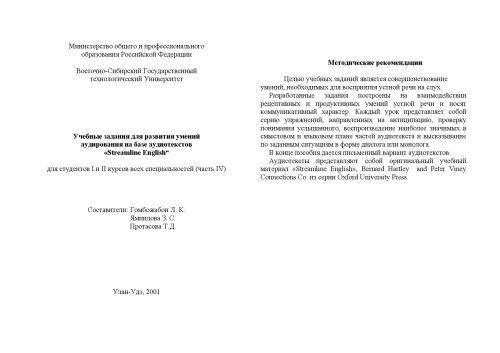 Министерство общего и профессионального
образования Российской Федерации
Восточно-Сибирский Государственный
технологический Университет
Учебные задания для развития умений
аудирования на базе аудиотекстов
«Streamline English"
для студентов I и II курсов всех специальностей (часть IV)
Составители: Гомбожабон Л. К.
Ямпилова З. С.
Протасова Т.Д.
Улан-Удэ, 2001
Методические рекомендации
Целью учебных заданий является совершенствование
умений, необходимых для восприятия устной речи на слух.
Разработанные задания построены на взаимодействии
рецептивных и продуктивных умений устной речи и носят
коммуникативный характер. Каждый урок представляет собой
серию упражнений, направленных на антиципацию, проверку
понимания услышанного, воспроизведение наиболее значимых в
смысловом и языковом плане частей аудиотекста и высказывание
по заданным ситуациям в форме диалога или монолога.
В конце пособия дается письменный вариант аудиотекстов.
Аудиотексты представляют собой оригинальный учебный
материал «Streamline English», Bernard Hartley and Peter Viney
Connections Co. из серии Oxford University Press.